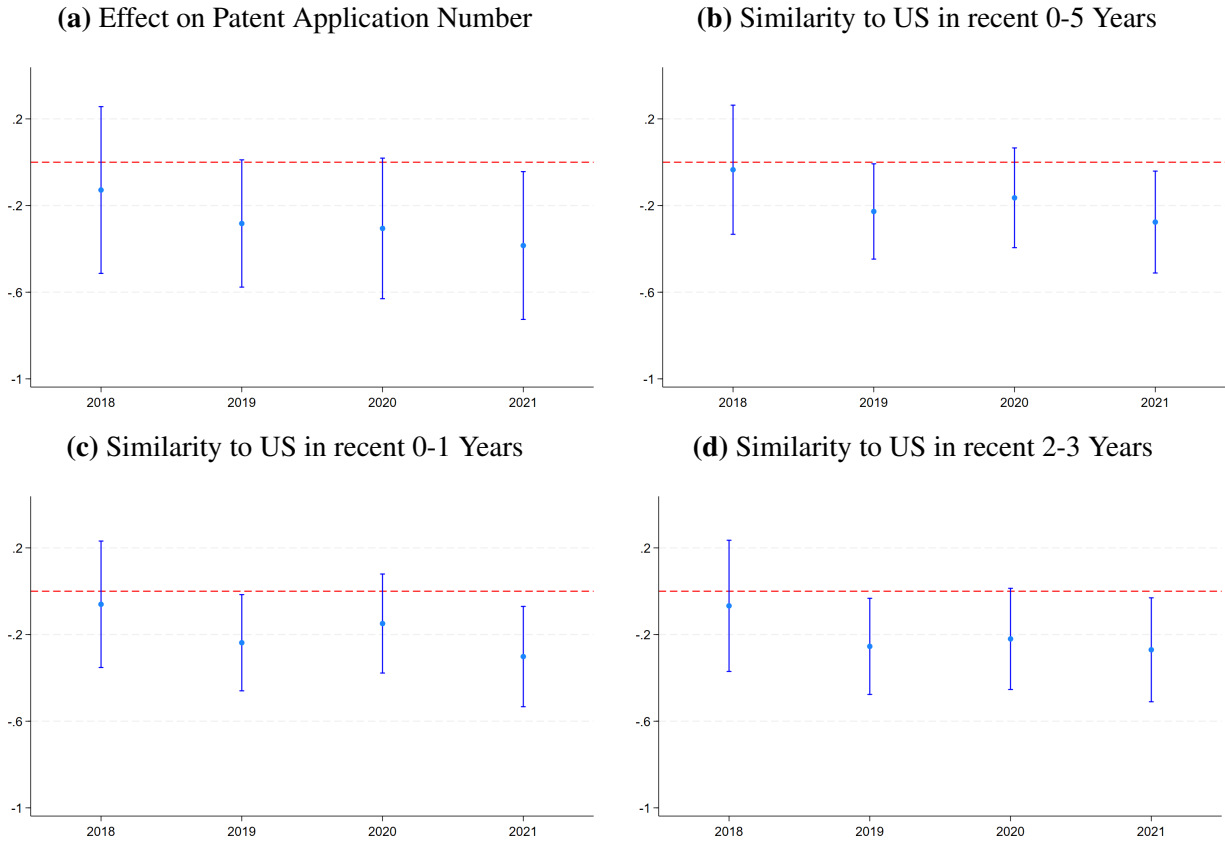 (a) Effect on Patent Application Number
.2
-.2
-.6
-1
2018 2019 2020 2021
(b) Similarity to US in recent 0-5 Years
.2
-.2
-.6
-1
2018 2019 2020 2021
(c) Similarity to US in recent 0-1 Years
.2
-.2
-.6
-1
2018 2019 2020 2021
(d) Similarity to US in recent 2-3 Years
.2
-.2
-.6
-1
2018 2019 2020 2021